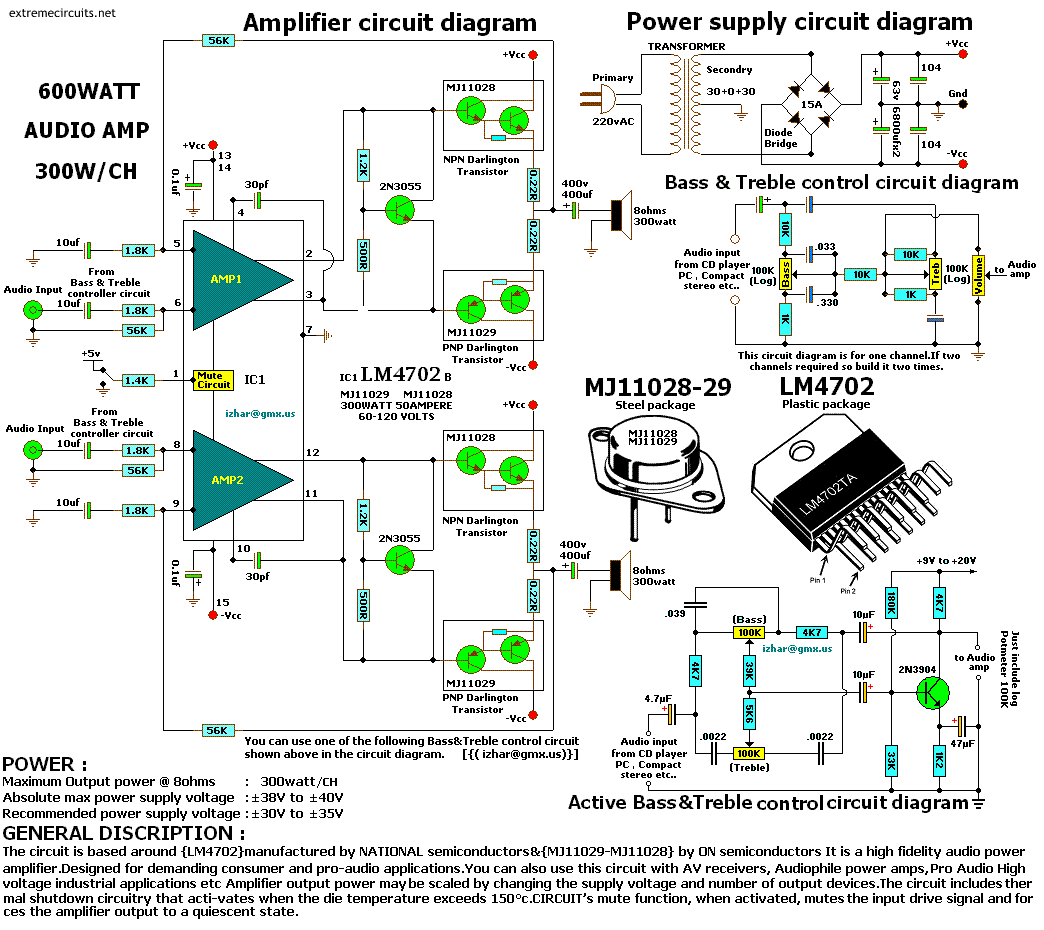 extremecircuits.net
Amplifier circuit diagram
56K
600WATT
AUDIO AMP
300W/CH
+Vcc
13
14
0.1uf
+
30pf
4
10uf
1.8K
5
From
Bass & Treble
controller circuit
Audio Input
10uf
1.8K
6
56K
AMP1
2
3
7
+5v
1.4K
1
Mute
Circuit
IC1
izhar@gmx.us
From
Bass & Treble
controller circuit
Audio Input
10uf
1.8K
8
56K
10uf
1.8K
9
AMP2
12
11
10
30pf
0.1uf
+
15
-Vcc
56K
+Vcc
MJ11028
NPN Darlington
Transistor
1.2K
2N3055
500R
0.22R
0.22R
400v
400uf
+
8ohms
300watt
MJ11029
PNP Darlington
Transistor
-Vcc
IC1 LM4702 B
MJ11029 MJ11028
300WATT 50AMPERE
60-120 VOLTS
+Vcc
MJ11028
NPN Darlington
Transistor
1.2K
2N3055
500R
0.22R
0.22R
400v
400uf
+
8ohms
300watt
MJ11029
PNP Darlington
Transistor
-Vcc
You can use one of the following Bass&Treble control circuit
shown above in the circuit diagram. [{{ izhar@gmx.us}}]
Power supply circuit diagram
TRANSFORMER
Primary
220vAC
Secondry
30+0+30
15A
Diode
Bridge
+
+
63v 6800ufx2
104
104
+Vcc
Gnd
-Vcc
Bass & Treble control circuit diagram
+
Audio input
from CD player
PC , Compact
stereo etc..
10K
100K
(Log)
Bass
1K
.033
.330
10K
10K
1K
Treb
100K
(Log)
Volume
to Audio
amp
This circuit diagram is for one channel.If two
channels required so build it two times.
MJ11028-29
Steel package
MJ11028
MJ11029
LM4702
Plastic package
LM4702TA
Pin 1
Pin 2
+9V to +20V
.039
(Bass)
100K
4K7
izhar@gmx.us
4K7
39K
5K6
100K
(Treble)
.0022
.0022
4.7µF
+
Audio input
from CD player
PC , Compact
stereo etc..
10µF
+
10µF
+
180K
4K7
2N3904
33K
1K2
47µF
+
to Audio
amp
Just include log
Potmeter 100K
Active Bass&Treble control circuit diagram
POWER :
Maximum Output power @ 8ohms : 300watt/CH
Absolute max power supply voltage : ±38V to ±40V
Recommended power supply voltage : ±30V to ±35V
GENERAL DISCRIPTION :
The circuit is based around {LM4702}manufactured by NATIONAL semiconductors&{MJ11029-MJ11028} by ON semiconductors It is a high fidelity audio power
amplifier.Designed for demanding consumer and pro-audio applications.You can also use this circuit with AV receivers, Audiophile power amps,Pro Audio High
voltage industrial applications etc Amplifier output power may be scaled by changing the supply voltage and number of output devices.The circuit includes ther
mal shutdown circuitry that acti-vates when the die temperature exceeds 150°c.CIRCUIT's mute function, when activated, mutes the input drive signal and for
ces the amplifier output to a quiescent state.